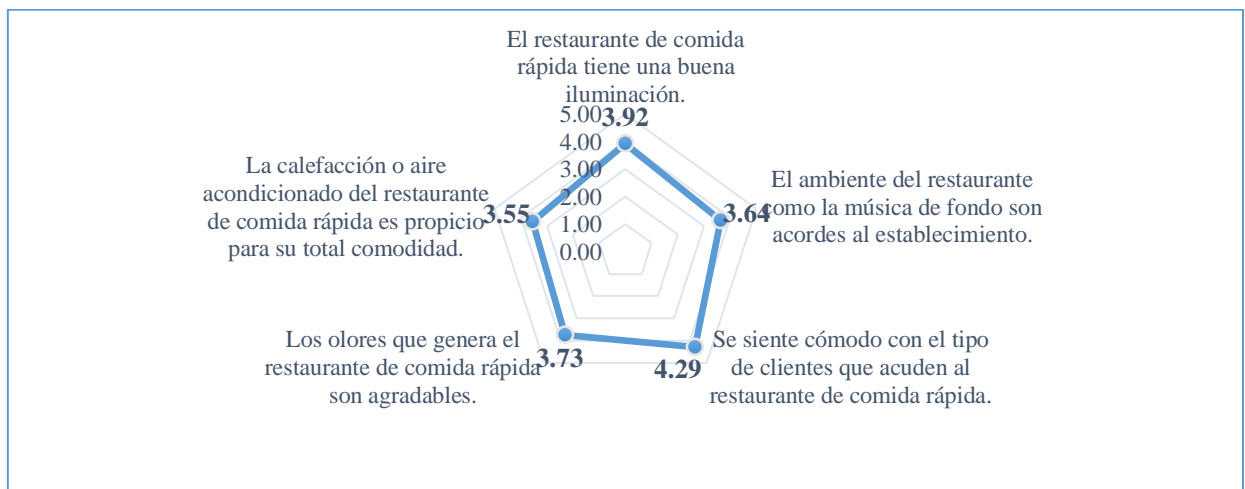 El restaurante de comida
rápida tiene una buena
iluminación.
5.00
3.92
4.00
3.00
2.00
1.00
0.00
El ambiente del restaurante
como la música de fondo son
acordes al establecimiento.
3.64
Se siente cómodo con el tipo
de clientes que acuden al
restaurante de comida rápida.
4.29
Los olores que genera el
restaurante de comida rápida
son agradables.
3.73
La calefacción o aire
acondicionado del restaurante
de comida rápida es propicio
para su total comodidad.
3.55